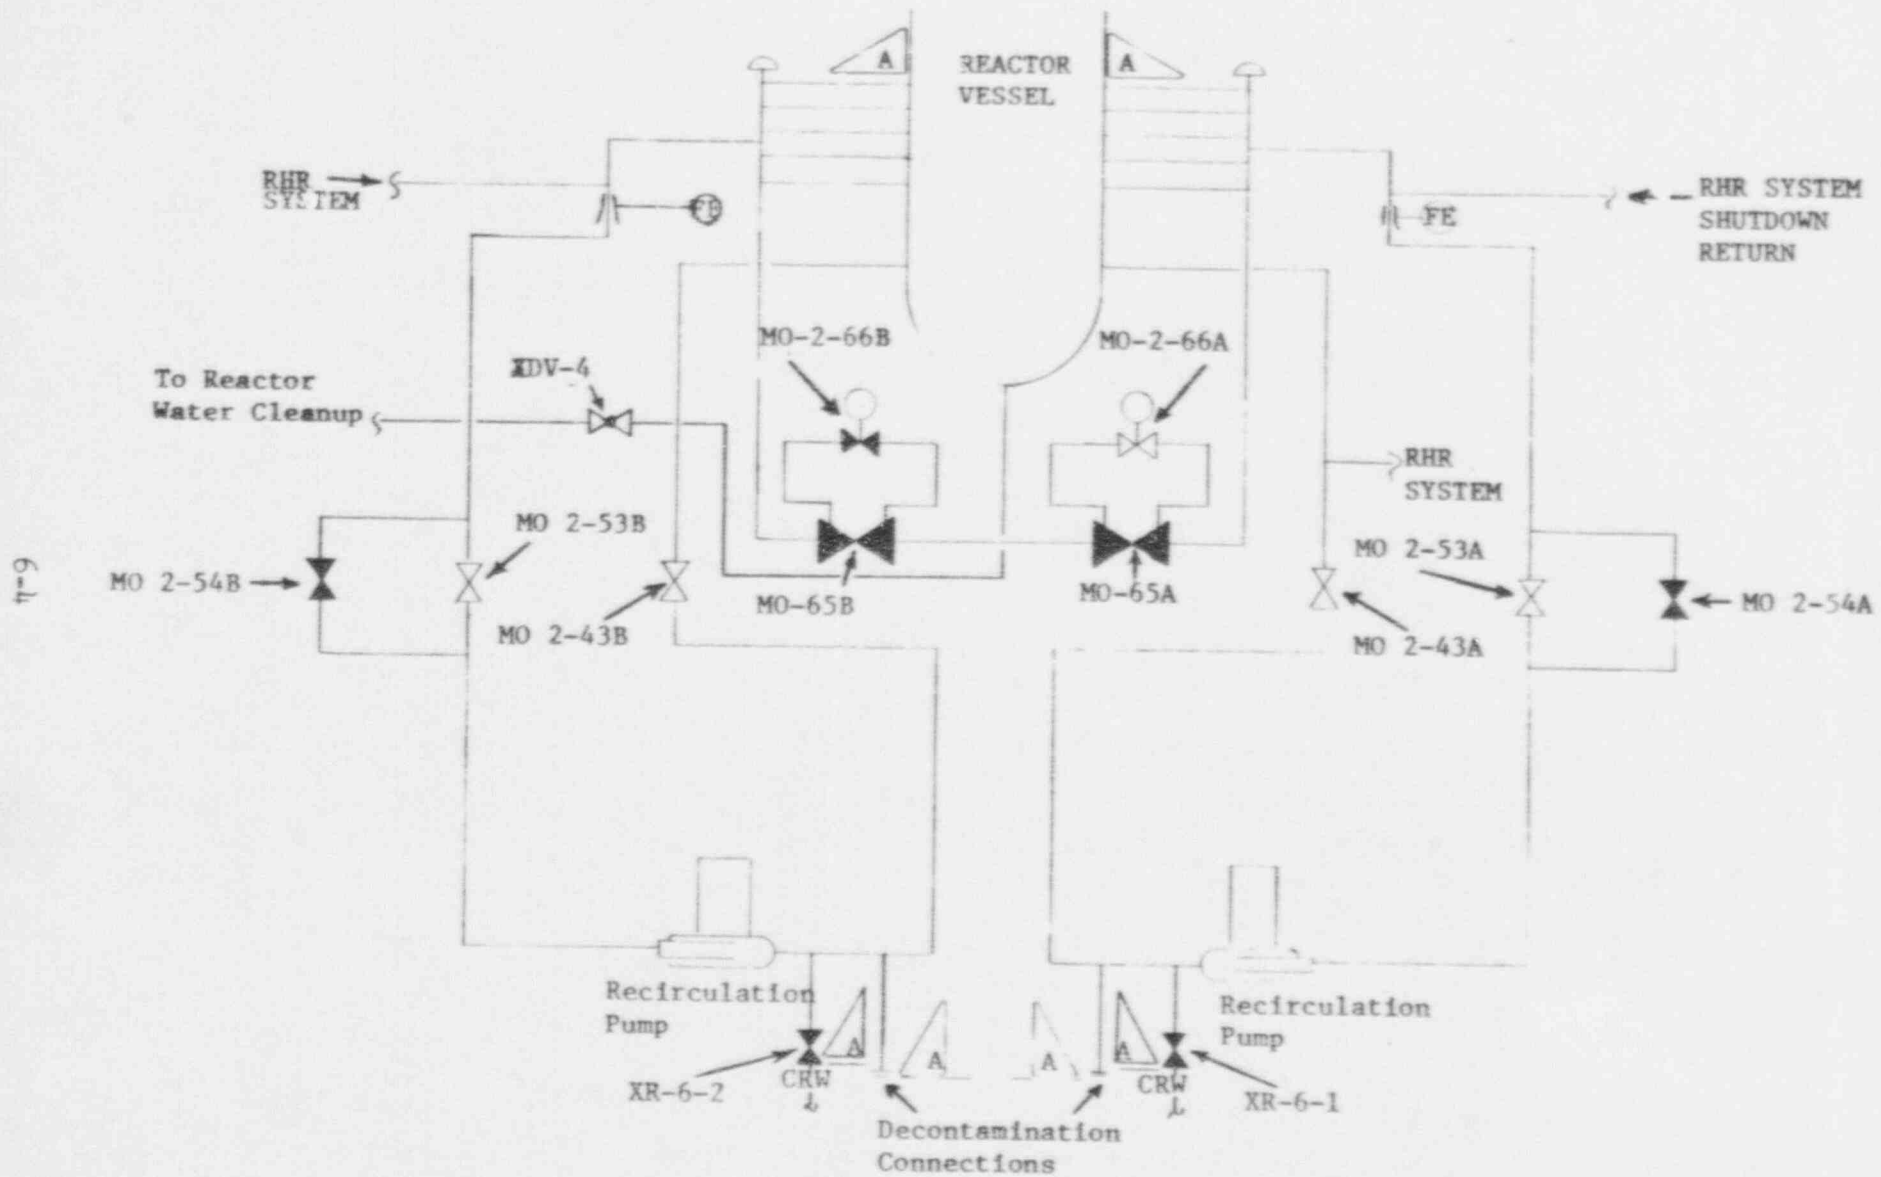 REACTOR
VESSEL
A
A
RHR
SYSTEM
FE
FE
RHR SYSTEM
SHUTDOWN
RETURN
MO-2-66B
MO-2-66A
XDV-4
To Reactor
Water Cleanup
RHR
SYSTEM
MO 2-53B
MO 2-53A
MO 2-54B
MO-65B
MO-65A
MO 2-54A
MO 2-43B
MO 2-43A
Recirculation
Pump
Recirculation
Pump
A
A
A
A
CRW
CRW
XR-6-2
XR-6-1
Decontamination
Connections